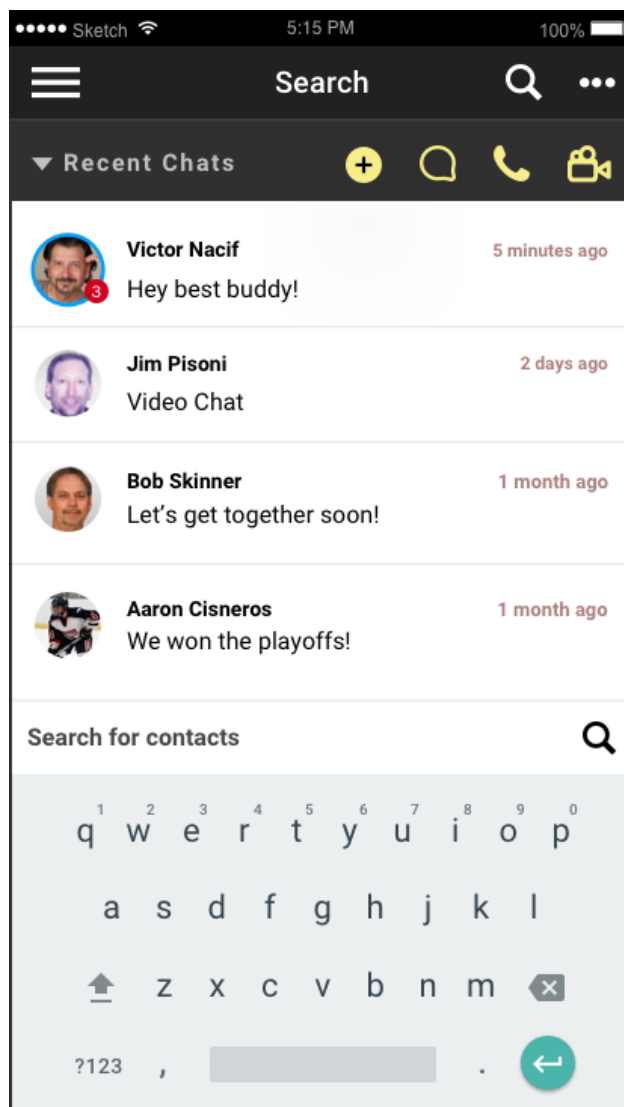 Sketch 5:15 PM 100%
Search
Recent Chats
Victor Nacif 5 minutes ago
3 Hey best buddy!
Jim Pisoni 2 days ago
Video Chat
Bob Skinner 1 month ago
Let’s get together soon!
Aaron Cisneros 1 month ago
We won the playoffs!
Search for contacts
1 2 3 4 5 6 7 8 9 0
q w e r t y u i o p
a s d f g h j k l
z x c v b n m
?123 , .